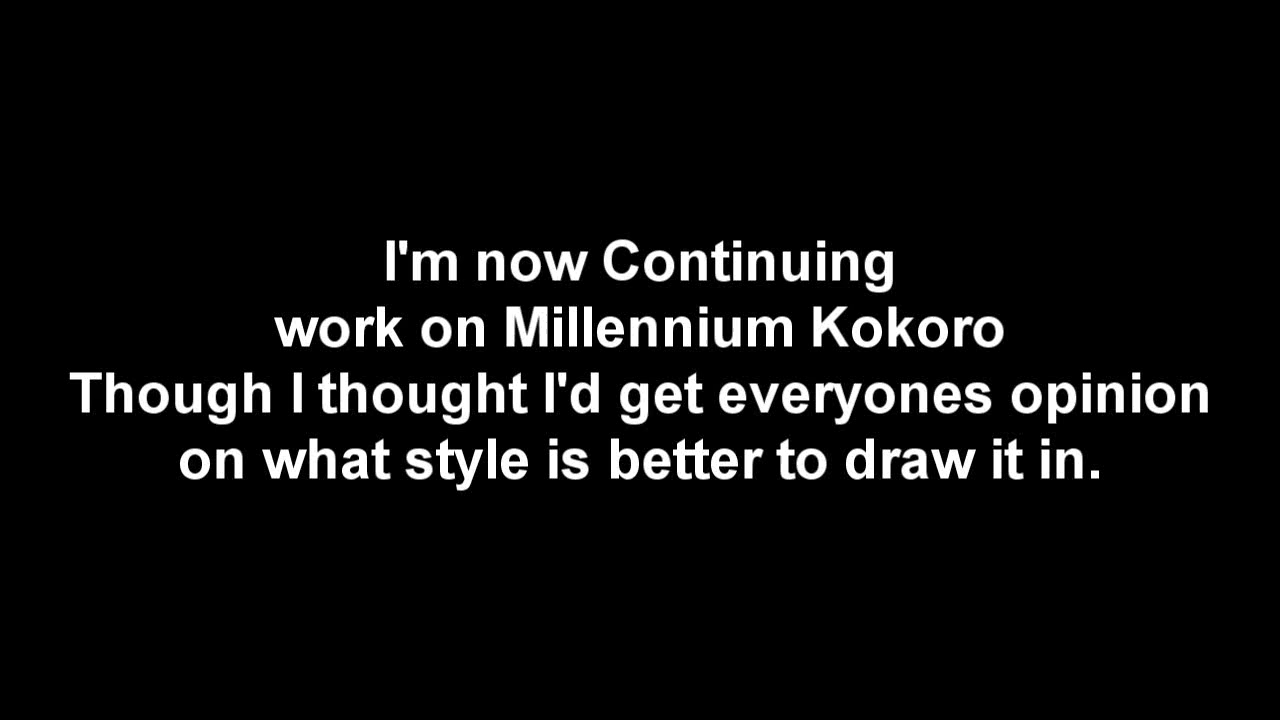 I'm now Continuing
work on Millennium Kokoro
Though I thought I'd get everyones opinion
on what style is better to draw it in.